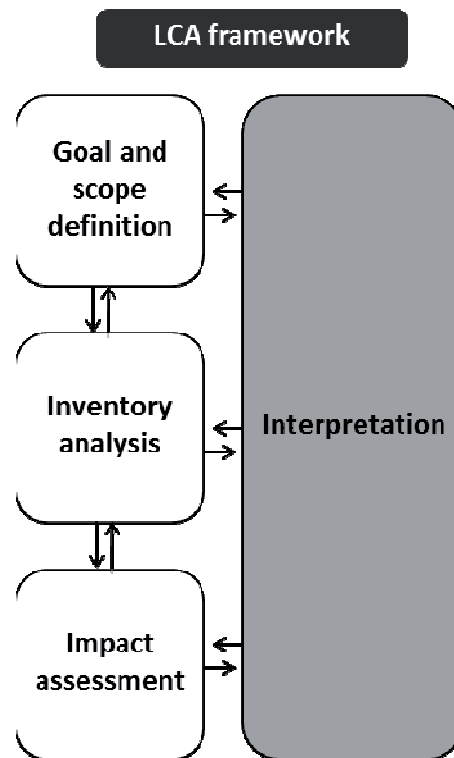 LCA framework
Goal and
scope
definition
Inventory
analysis
Interpretation
Impact
assessment